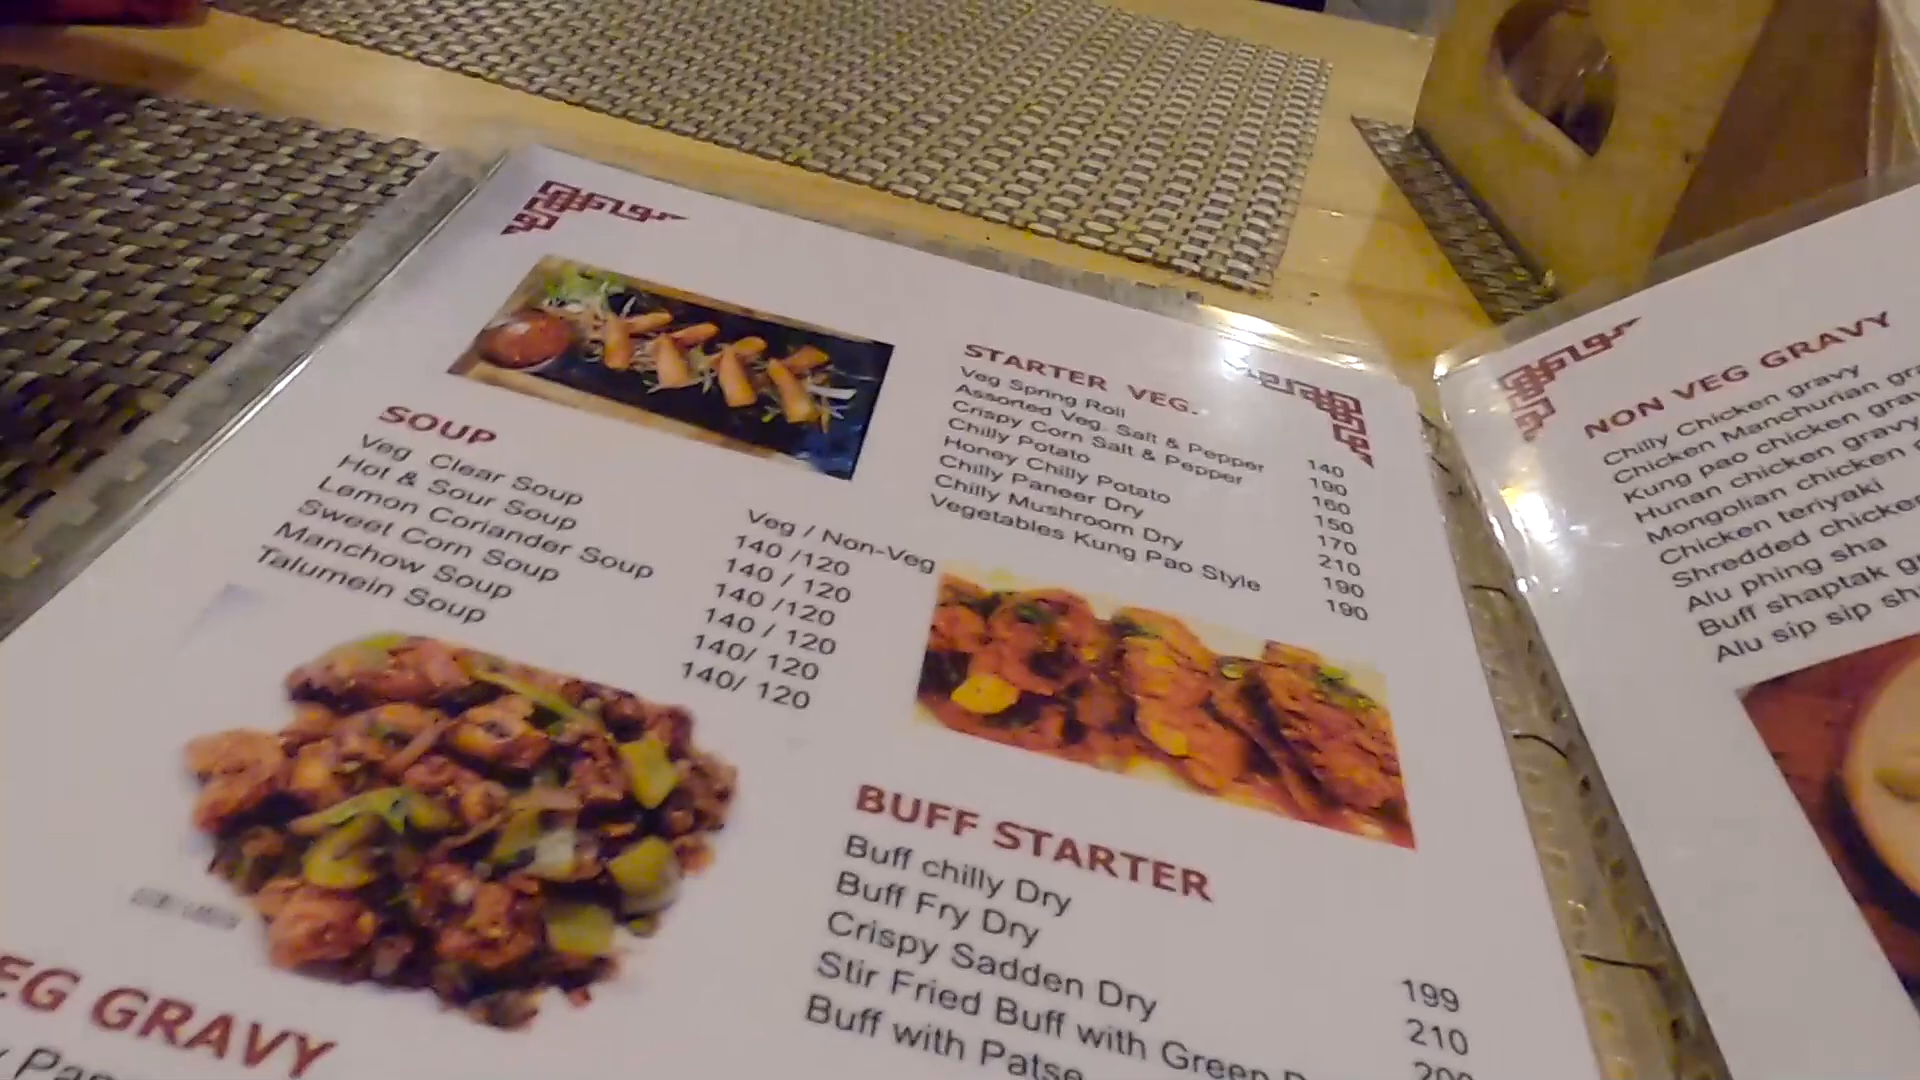 SOUP
Veg Clear Soup
Hot & Sour Soup
Lemon Coriander Soup
Sweet Corn Soup
Manchow Soup
Talumein Soup
Veg / Non-Veg
140 /120
140 / 120
140 /120
140 / 120
140/ 120
140/ 120
STARTER VEG.
Veg Spring Roll
Assorted Veg. Salt & Pepper
Crispy Corn Salt & Pepper
Chilly Potato
Honey Chilly Potato
Chilly Paneer Dry
Chilly Mushroom Dry
Vegetables Kung Pao Style
140
190
160
150
170
210
190
190
BUFF STARTER
Buff chilly Dry
Buff Fry Dry
Crispy Sadden Dry
Stir Fried Buff with Green
Buff with Patse
199
210
GRAVY
NON VEG GRAVY
Chilly Chicken gravy
Chicken Manchurian
Kung pao chicken
Hunan chicken gravy
Mongolian chicken
Chicken teriyaki
Shredded chicken
Alu phing sha
Buff shaptak
Alu sip sip